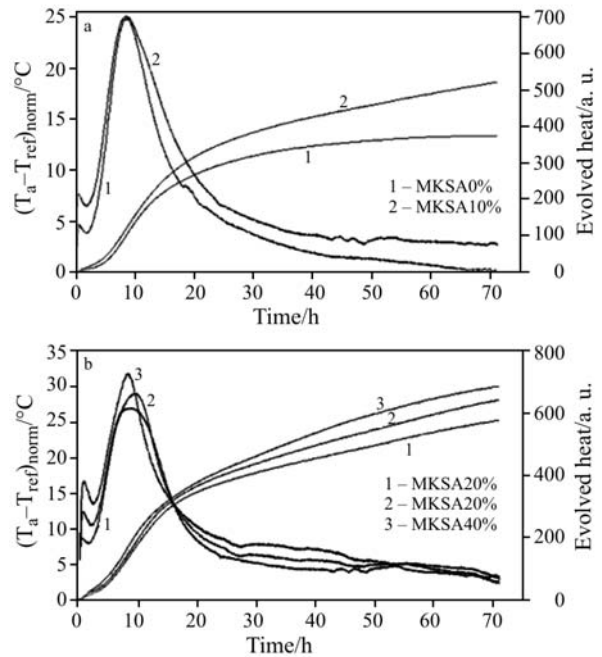 a
25
20
15
10
5
0
(Ta–Tref)norm/°C
700
600
500
400
300
200
100
0
Evolved heat/a. u.
2
2
1
1
1 – MKSA0%
2 – MKSA10%
0 10 20 30 40 50 60 70
Time/h
b
35
30
25
20
15
10
5
0
(Ta–Tref)norm/°C
800
600
400
200
0
Evolved heat/a. u.
3
2
1
3
2
1
1 – MKSA20%
2 – MKSA20%
3 – MKSA40%
0 10 20 30 40 50 60 70
Time/h